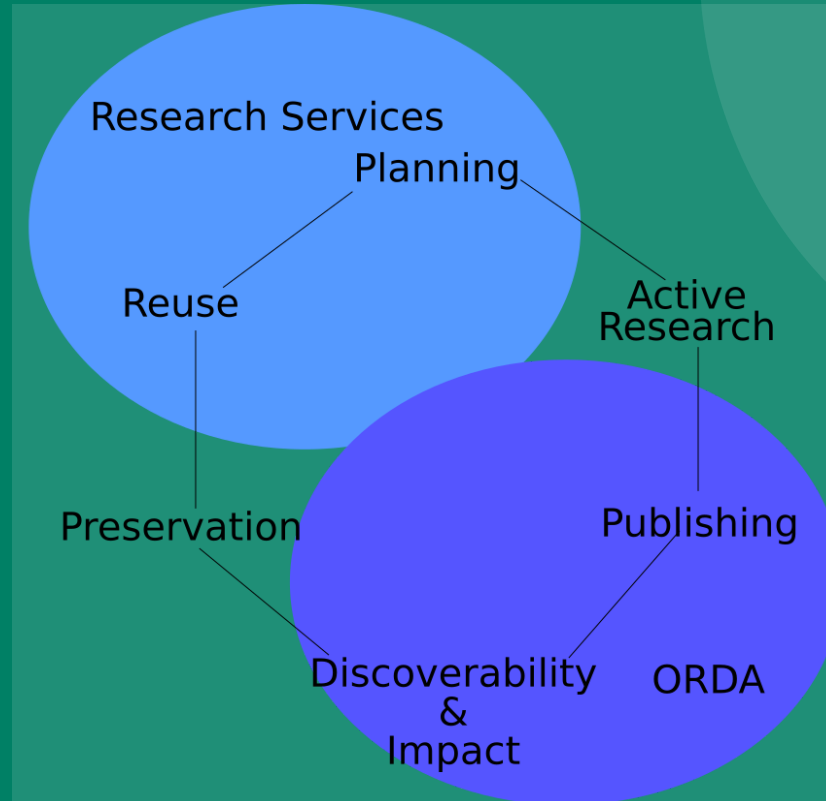 Research Services
Planning
Reuse
Active
Research
Preservation
Publishing
Discoverability
&
Impact
ORDA